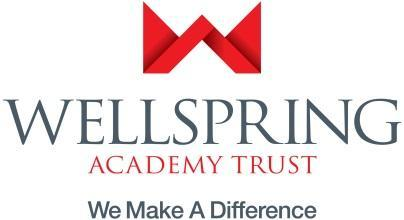 WELLSPRING
ACADEMY TRUST
We Make A Difference